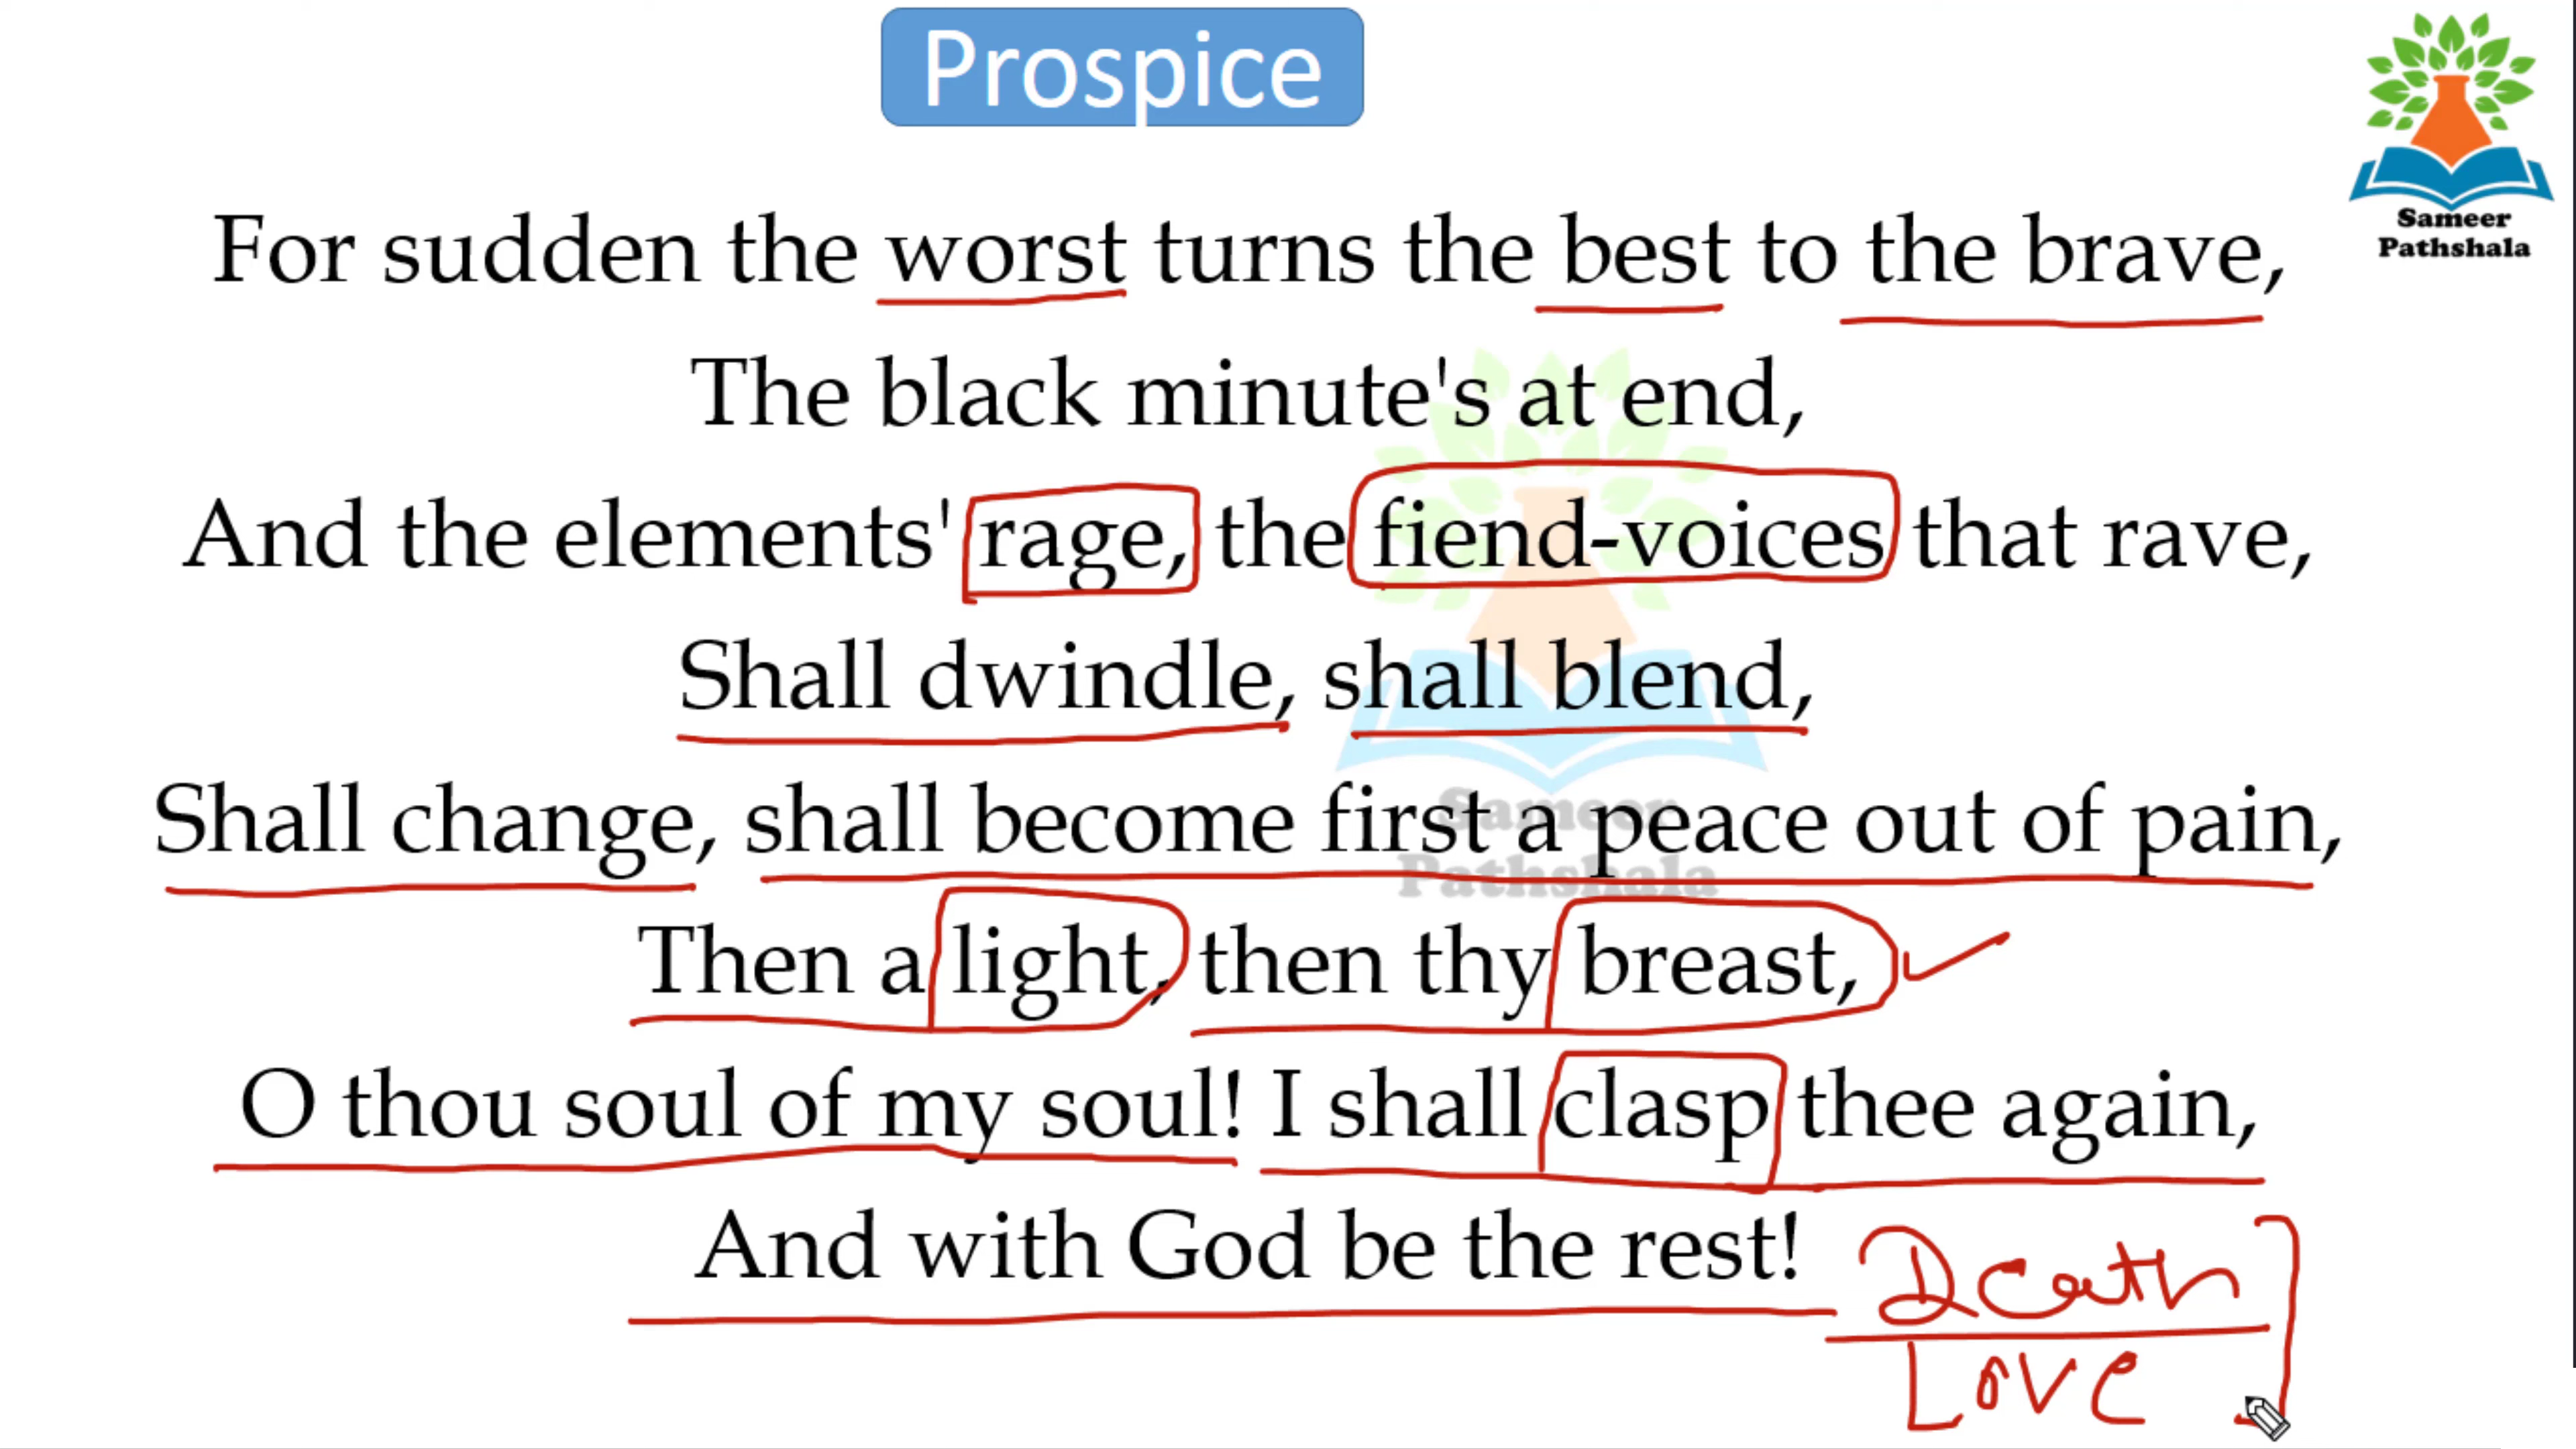 Prospice
Sameer
Pathshala
For sudden the worst turns the best to the brave,
The black minute's at end,
And the elements' rage, the fiend-voices that rave,
Shall dwindle, shall blend,
Shall change, shall become first a peace out of pain,
Then a light, then thy breast,
O thou soul of my soul! I shall clasp thee again,
And with God be the rest!
Death
Love
Sameer
Pathshala